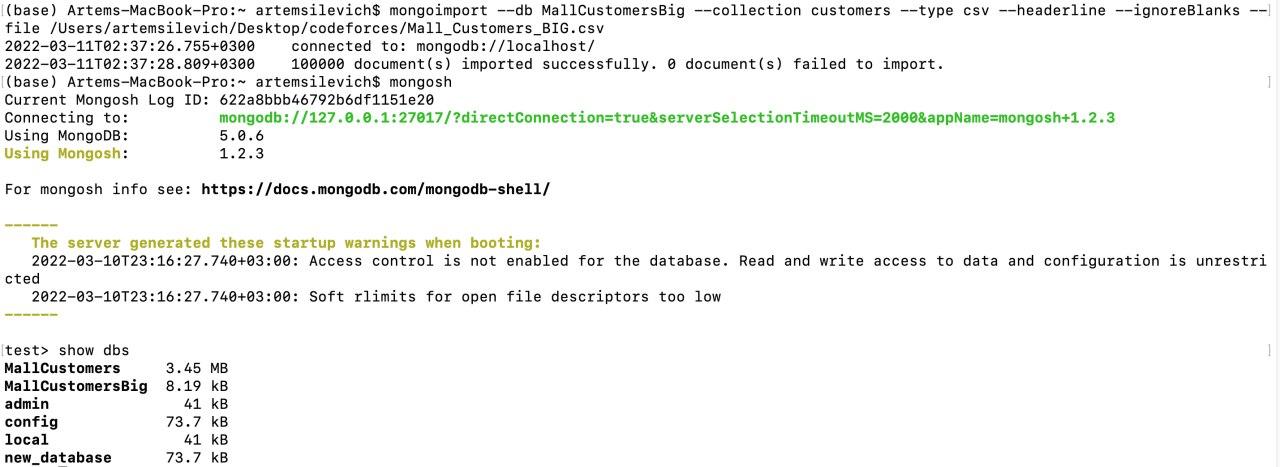 (base) Artems-MacBook-Pro:~ artemsilevich$ mongoimport --db MallCustomersBig --collection customers --type csv --headerline --ignoreBlanks --
file /Users/artemsilevich/Desktop/codeforces/Mall_Customers_BIG.csv
2022-03-11T02:37:26.755+0300    connected to: mongodb://localhost/
2022-03-11T02:37:28.809+0300    100000 document(s) imported successfully. 0 document(s) failed to import.
(base) Artems-MacBook-Pro:~ artemsilevich$ mongosh
Current Mongosh Log ID: 622a8bbb46792b6df1151e20
Connecting to:          mongodb://127.0.0.1:27017/?directConnection=true&serverSelectionTimeoutMS=2000&appName=mongosh+1.2.3
Using MongoDB:          5.0.6
Using Mongosh:          1.2.3
For mongosh info see: https://docs.mongodb.com/mongodb-shell/
------
   The server generated these startup warnings when booting:
   2022-03-10T23:16:27.740+03:00: Access control is not enabled for the database. Read and write access to data and configuration is unrestri
cted
   2022-03-10T23:16:27.740+03:00: Soft rlimits for open file descriptors too low
------
test> show dbs
MallCustomers     3.45 MB
MallCustomersBig  8.19 kB
admin               41 kB
config            73.7 kB
local               41 kB
new_database      73.7 kB